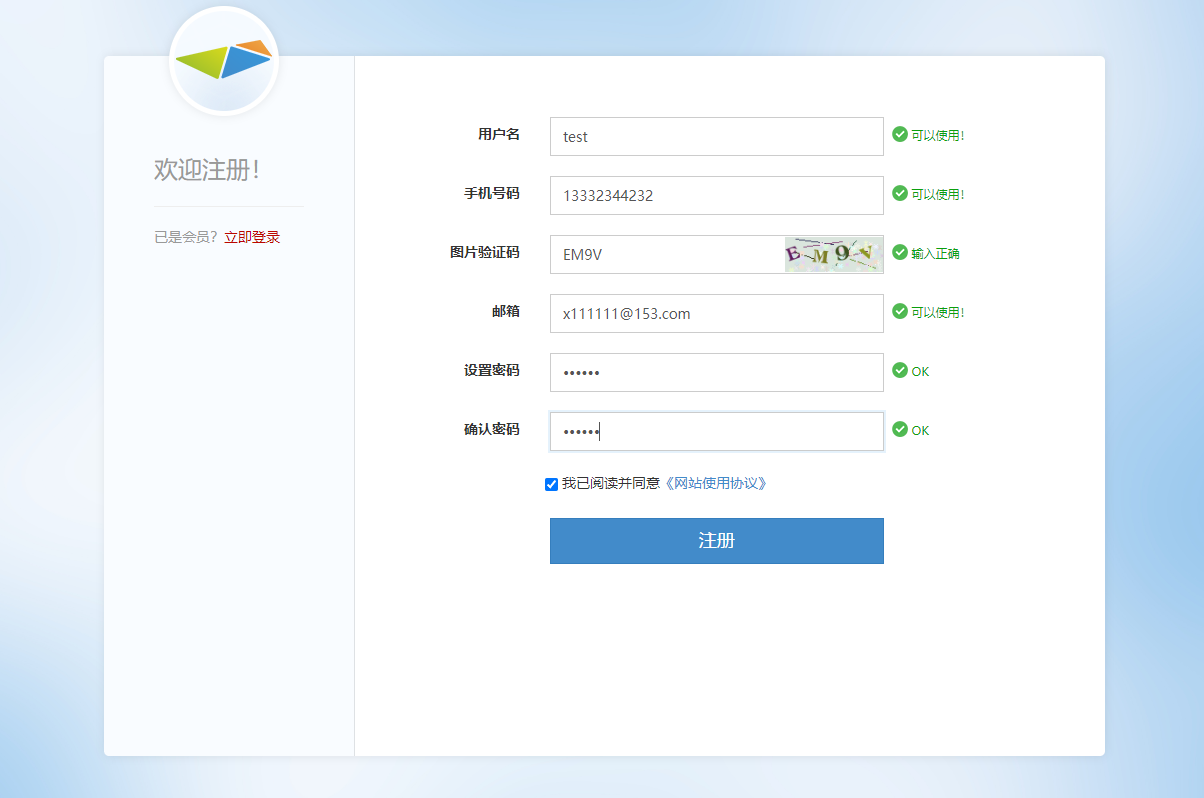 欢迎注册！
已是会员？立即登录
用户名 test 可以使用！
手机号码 13332344232 可以使用！
图片验证码 EM9V EM9V 输入正确
邮箱 x111111@153.com 可以使用！
设置密码 •••••• OK
确认密码 •••••• OK
我已阅读并同意《网站使用协议》
注册